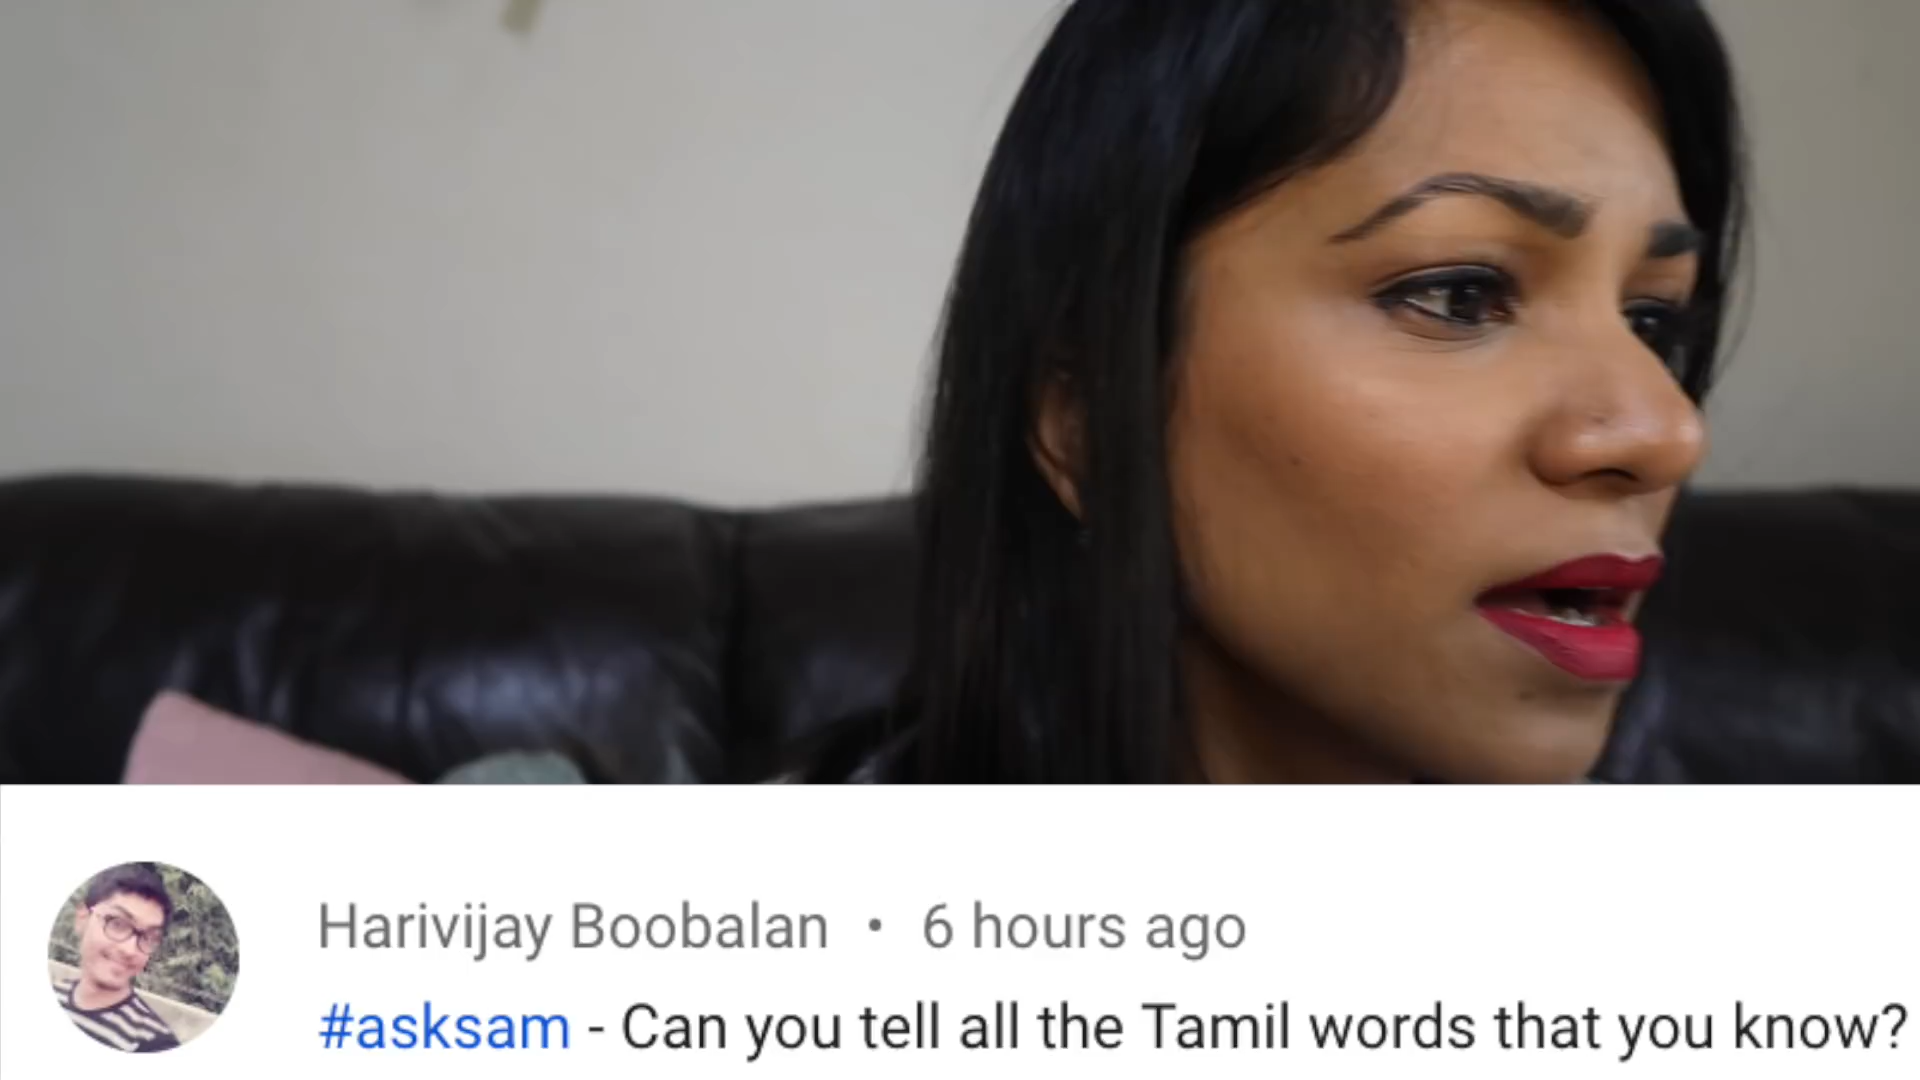 Harivijay Boobalan • 6 hours ago
#asksam - Can you tell all the Tamil words that you know?